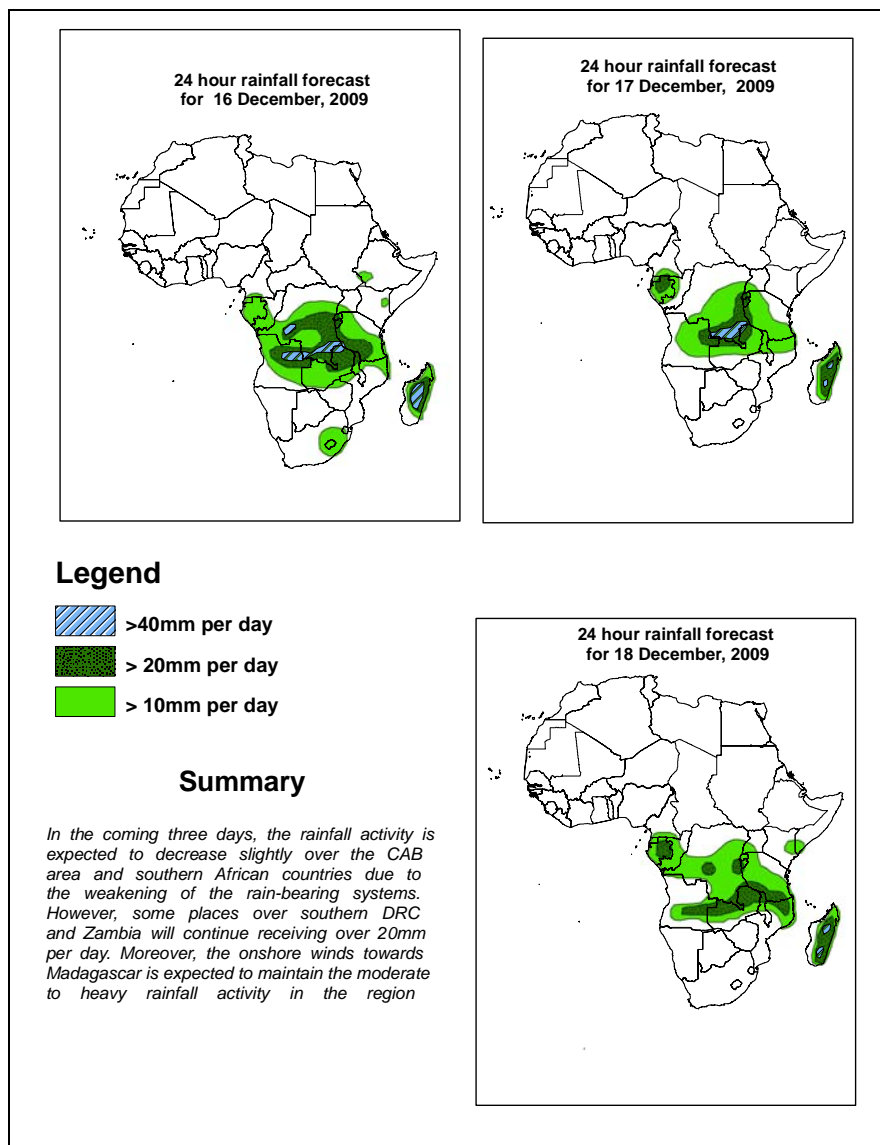 24 hour rainfall forecast
for 16 December, 2009
24 hour rainfall forecast
for 17 December, 2009
Legend
>40mm per day
> 20mm per day
> 10mm per day
24 hour rainfall forecast
for 18 December, 2009
Summary
In the coming three days, the rainfall activity is
expected to decrease slightly over the CAB
area and southern African countries due to
the weakening of the rain-bearing systems.
However, some places over southern DRC
and Zambia will continue receiving over 20mm
per day. Moreover, the onshore winds towards
Madagascar is expected to maintain the moderate
to heavy rainfall activity in the region